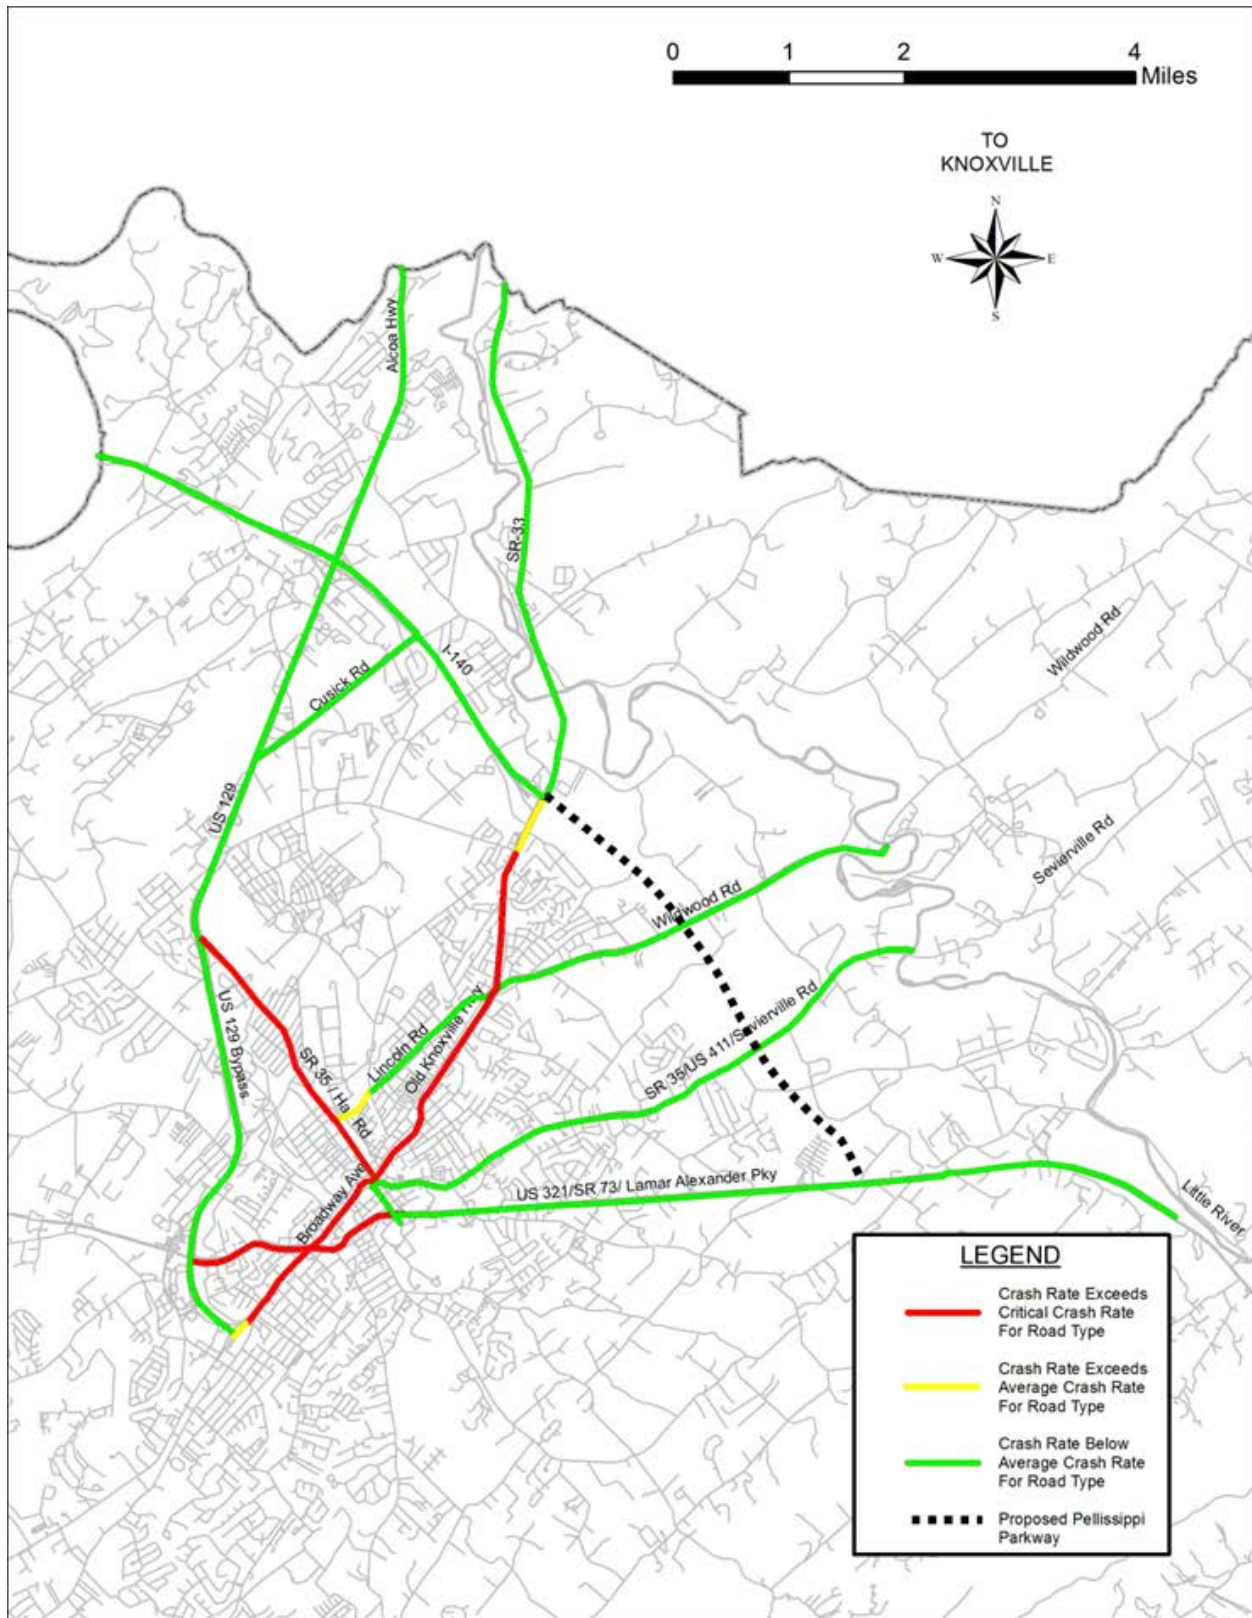 0 1 2 4
Miles
TO
KNOXVILLE
N
W E
S
Alcoa Hwy
SR-33
Wildwood Rd
I-140
Cusick Rd
US 129
Sevierville Rd
Wildwood Rd
US 129 Bypass
SR 35/US 411/Sevierville Rd
Lincoln Rd
Old Knoxville Hwy
SR 35 / Ha Rd
Broadway Ave
US 321/SR 73/ Lamar Alexander Pky
Little River
LEGEND
Crash Rate Exceeds
Critical Crash Rate
For Road Type
Crash Rate Exceeds
Average Crash Rate
For Road Type
Crash Rate Below
Average Crash Rate
For Road Type
Proposed Pellissippi
Parkway